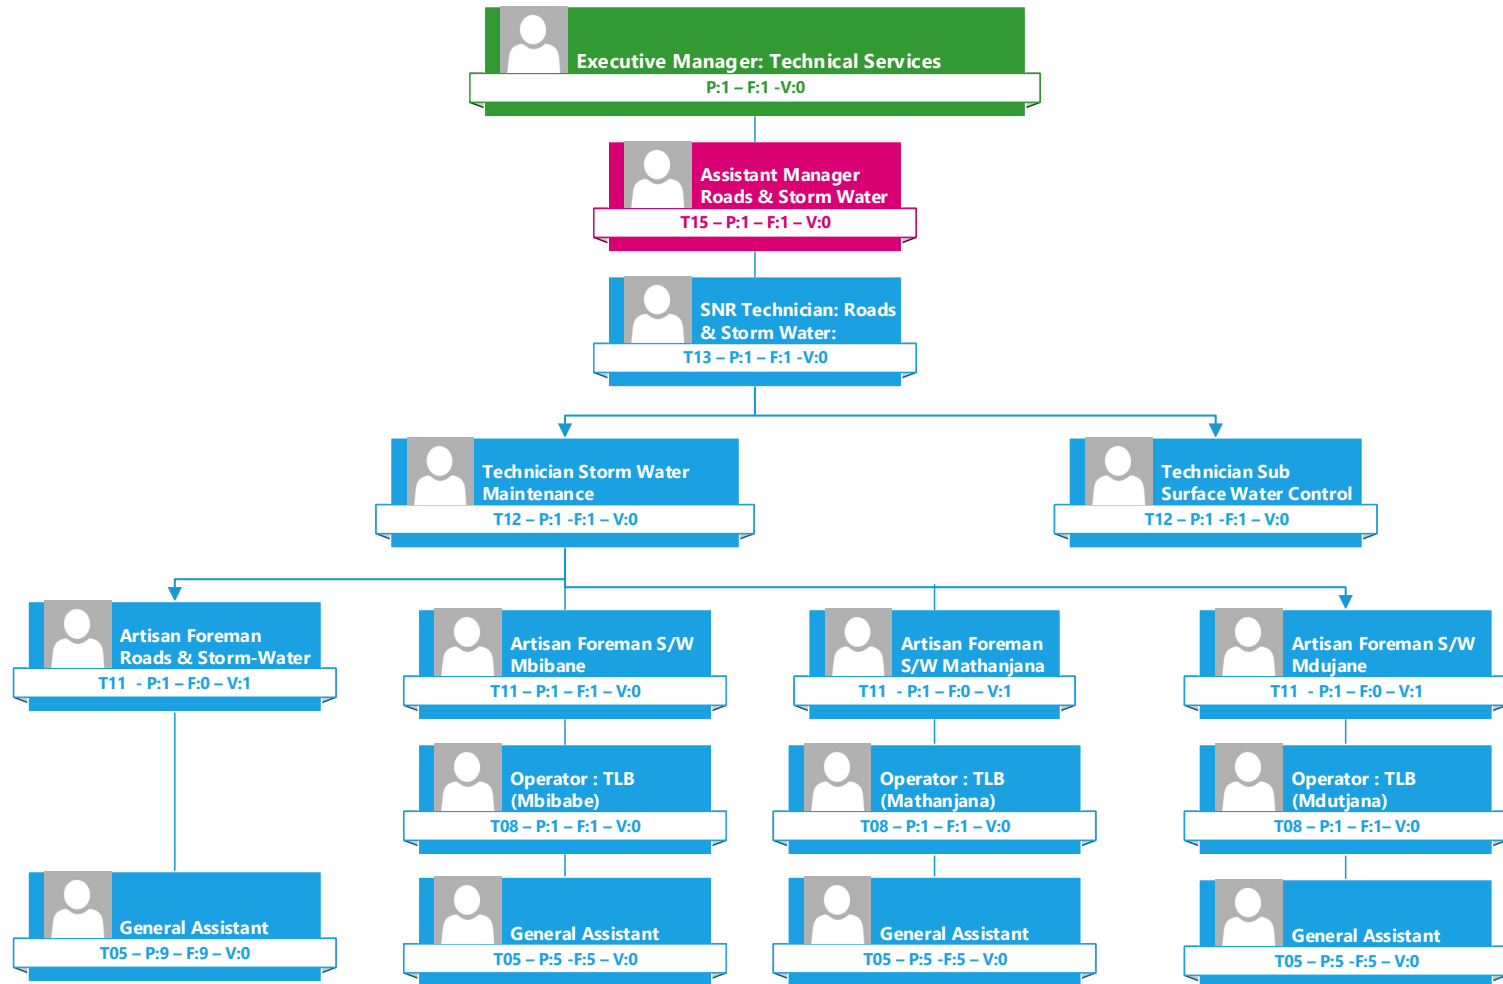 Executive Manager: Technical Services
P:1 – F:1 -V:0
Assistant Manager
Roads & Storm Water
T15 – P:1 – F:1 – V:0
SNR Technician: Roads
& Storm Water:
T13 – P:1 – F:1 -V:0
Technician Storm Water
Maintenance
T12 – P:1 -F:1 – V:0
Technician Sub
Surface Water Control
T12 – P:1 -F:1 – V:0
Artisan Foreman
Roads & Storm-Water
T11 - P:1 – F:0 – V:1
Artisan Foreman S/W
Mbibane
T11 – P:1 – F:1 – V:0
Artisan Foreman
S/W Mathanjana
T11 - P:1 – F:0 – V:1
Artisan Foreman S/W
Mdujane
T11 - P:1 – F:0 – V:1
Operator : TLB
(Mbibabe)
T08 – P:1 – F:1 – V:0
Operator : TLB
(Mathanjana)
T08 – P:1 – F:1 – V:0
Operator : TLB
(Mdutjana)
T08 – P:1 – F:1– V:0
General Assistant
T05 – P:9 – F:9 – V:0
General Assistant
T05 – P:5 -F:5 – V:0
General Assistant
T05 – P:5 -F:5 – V:0
General Assistant
T05 – P:5 -F:5 – V:0